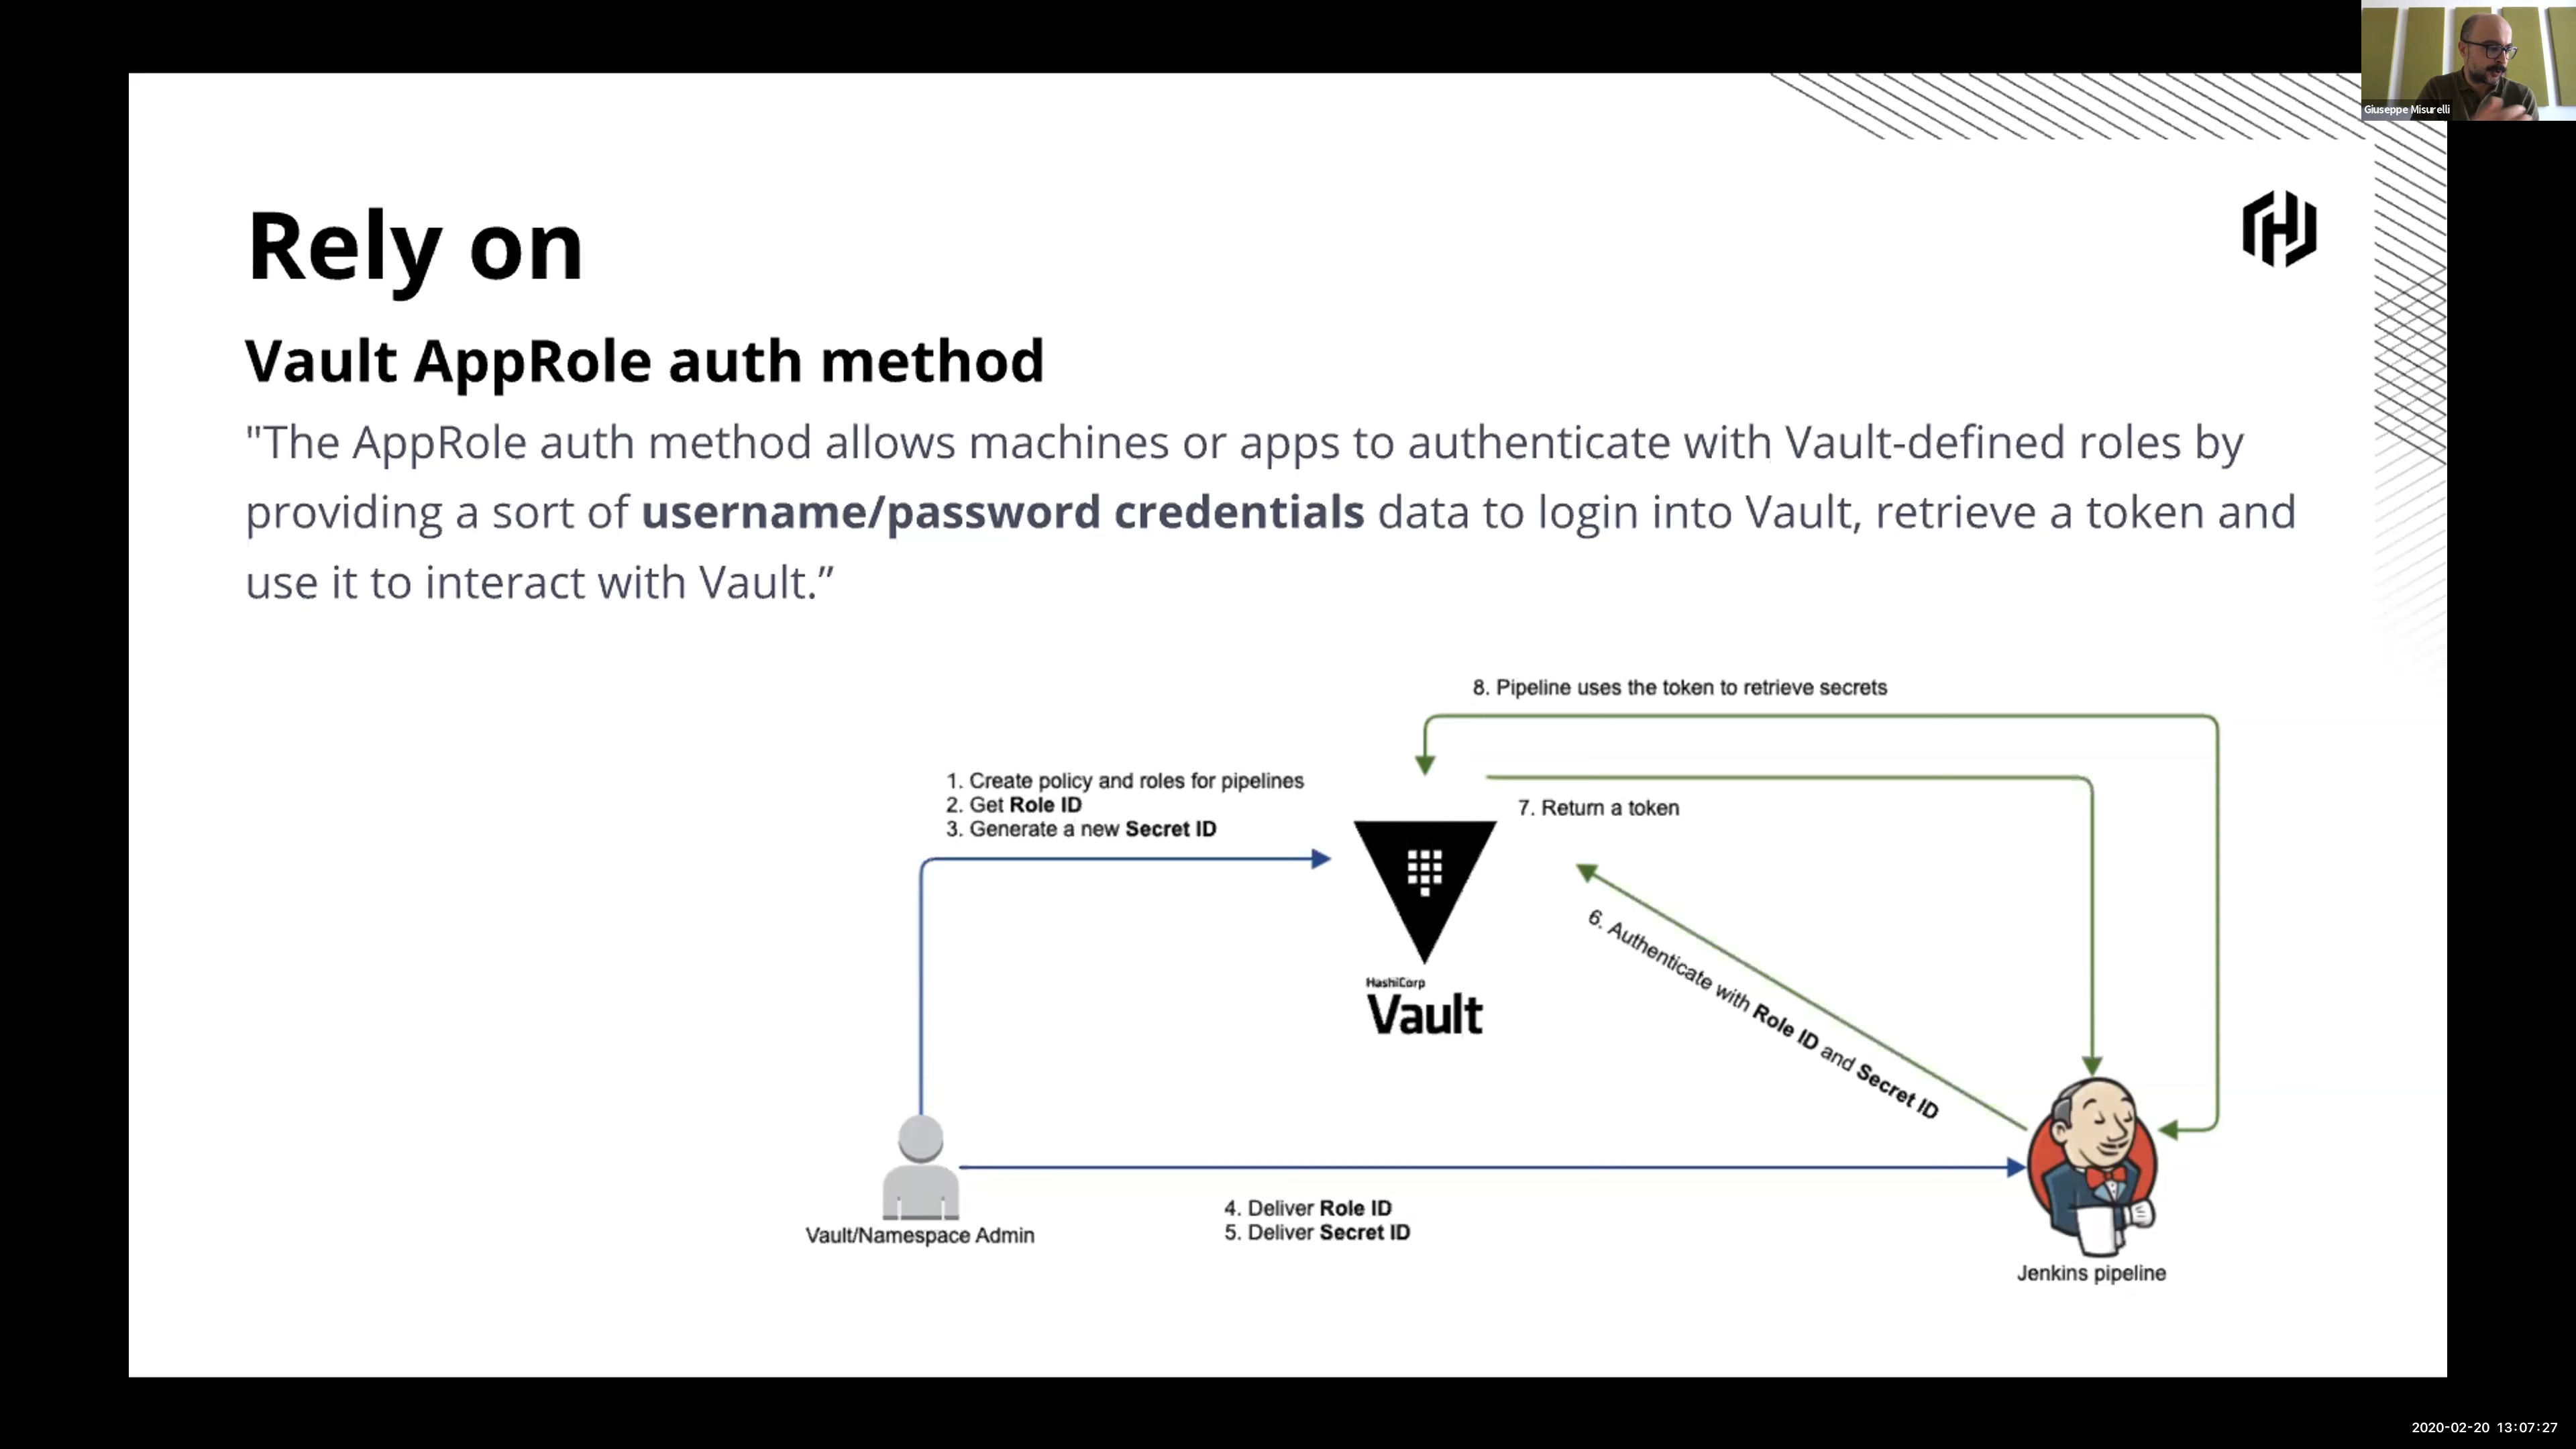 Giuseppe Misurelli
Rely on
Vault AppRole auth method
"The AppRole auth method allows machines or apps to authenticate with Vault-defined roles by
providing a sort of username/password credentials data to login into Vault, retrieve a token and
use it to interact with Vault.”
8. Pipeline uses the token to retrieve secrets
1. Create policy and roles for pipelines
2. Get Role ID
3. Generate a new Secret ID
7. Return a token
6. Authenticate with Role ID and Secret ID
HashiCorp
Vault
4. Deliver Role ID
5. Deliver Secret ID
Vault/Namespace Admin
Jenkins pipeline
2020-02-20 13:07:27